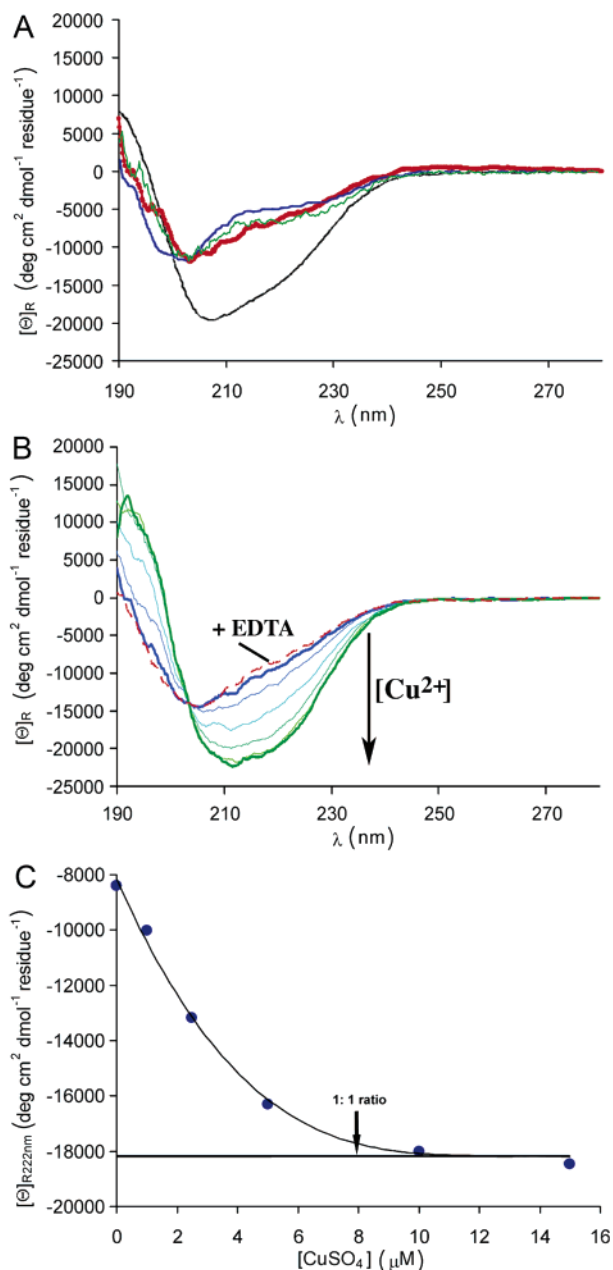 A
20000
15000
10000
5000
0
-5000
-10000
-15000
-20000
-25000
[Θ]R (deg cm² dmol⁻¹ residue⁻¹)
190 210 230 250 270
λ (nm)
B
20000
15000
10000
5000
0
-5000
-10000
-15000
-20000
-25000
[Θ]R (deg cm² dmol⁻¹ residue⁻¹)
+ EDTA
[Cu²⁺]
190 210 230 250 270
λ (nm)
C
-8000
-10000
-12000
-14000
-16000
-18000
-20000
[Θ]R222nm (deg cm² dmol⁻¹ residue⁻¹)
1: 1 ratio
0 2 4 6 8 10 12 14 16
[CuSO₄] (μM)